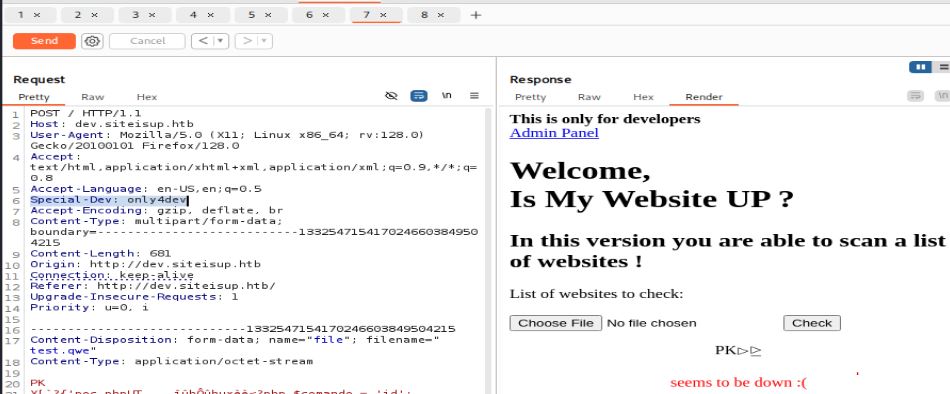 1 × 2 × 3 × 4 × 5 × 6 × 7 × 8 × +
Send Cancel < >
Request
Pretty Raw Hex
\n
1 POST / HTTP/1.1
2 Host: dev.siteisup.htb
3 User-Agent: Mozilla/5.0 (X11; Linux x86_64; rv:128.0)
Gecko/20100101 Firefox/128.0
4 Accept:
text/html,application/xhtml+xml,application/xml;q=0.9,*/*;q=
0.8
5 Accept-Language: en-US,en;q=0.5
6 Special-Dev: only4dev
7 Accept-Encoding: gzip, deflate, br
8 Content-Type: multipart/form-data;
boundary=---------------------------133254715417024660384950
4215
9 Content-Length: 681
10 Origin: http://dev.siteisup.htb
11 Connection: keep-alive
12 Referer: http://dev.siteisup.htb/
13 Upgrade-Insecure-Requests: 1
14 Priority: u=0, i
15
16 -----------------------------1332547154170246603849504215
17 Content-Disposition: form-data; name="file"; filename="
test.qwe"
18 Content-Type: application/octet-stream
19
20 PK
Response
Pretty Raw Hex Render
\n
This is only for developers
Admin Panel
Welcome,
Is My Website UP ?
In this version you are able to scan a list
of websites !
List of websites to check:
Choose File No file chosen Check
PK
seems to be down :(